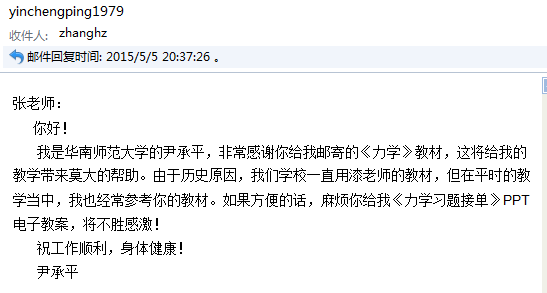 yinchengping1979
收件人: zhanghz
邮件回复时间: 2015/5/5 20:37:26 。
张老师：
你好！
我是华南师范大学的尹承平，非常感谢你给我邮寄的《力学》教材，这将给我的
教学带来莫大的帮助。由于历史原因，我们学校一直用漆老师的教材，但在平时的教
学当中，我也经常参考你的教材。如果方便的话，麻烦你给我《力学习题接单》PPT
电子教案，将不胜感激！
祝工作顺利，身体健康！
尹承平